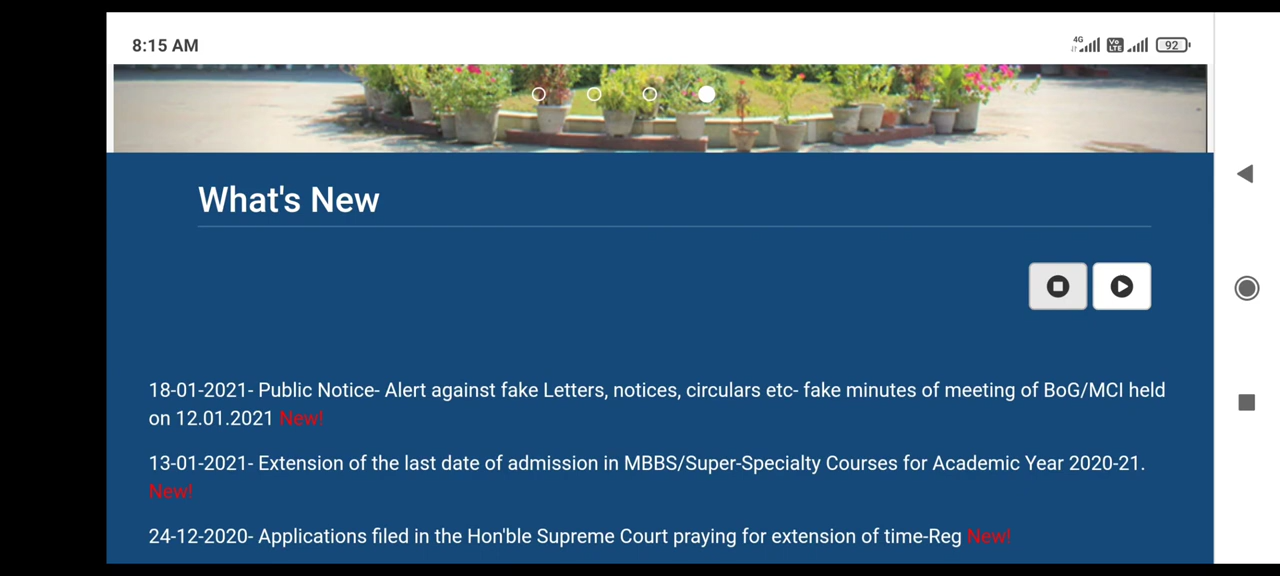 8:15 AM
4G
Vo
LTE
92
What's New
18-01-2021- Public Notice- Alert against fake Letters, notices, circulars etc- fake minutes of meeting of BoG/MCI held
on 12.01.2021 New!
13-01-2021- Extension of the last date of admission in MBBS/Super-Specialty Courses for Academic Year 2020-21.
New!
24-12-2020- Applications filed in the Hon'ble Supreme Court praying for extension of time-Reg New!